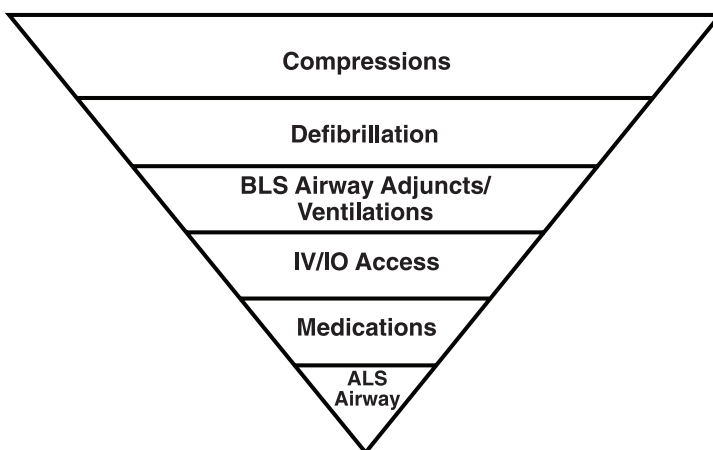 Compressions
Defibrillation
BLS Airway Adjuncts/
Ventilations
IV/IO Access
Medications
ALS
Airway